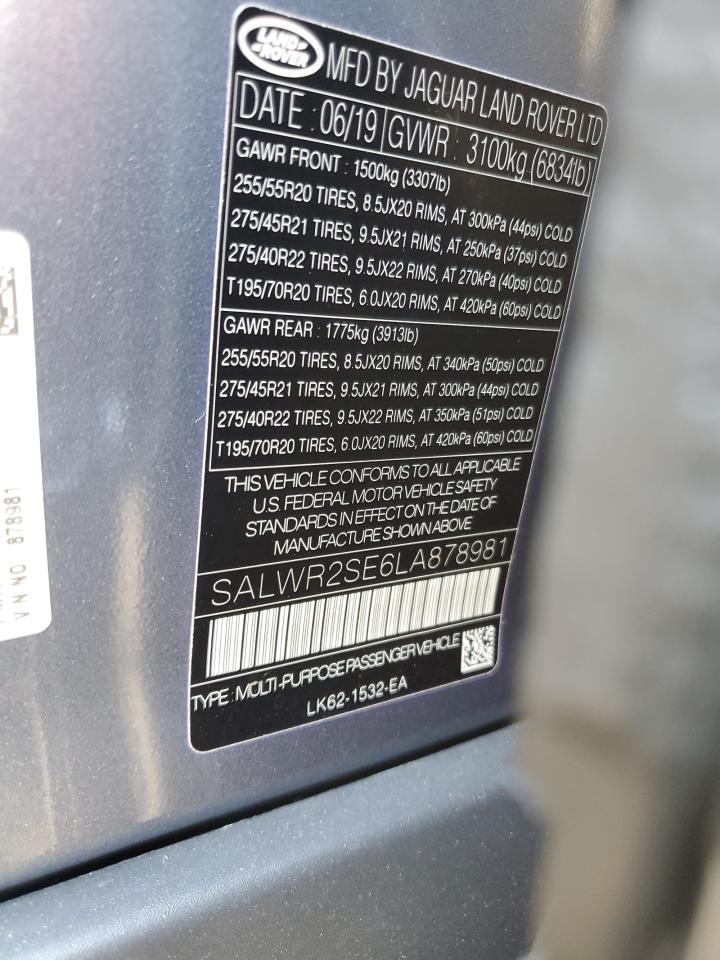 LAND ROVER
MFD BY JAGUAR LAND ROVER LTD
DATE : 06/19 GVWR : 3100kg (6834lb)
GAWR FRONT : 1500kg (3307lb)
255/55R20 TIRES, 8.5JX20 RIMS, AT 300kPa (44psi) COLD
275/45R21 TIRES, 9.5JX21 RIMS, AT 250kPa (37psi) COLD
275/40R22 TIRES, 9.5JX22 RIMS, AT 270kPa (40psi) COLD
T195/70R20 TIRES, 6.0JX20 RIMS, AT 420kPa (60psi) COLD
GAWR REAR : 1775kg (3913lb)
255/55R20 TIRES, 8.5JX20 RIMS, AT 340kPa (50psi) COLD
275/45R21 TIRES, 9.5JX21 RIMS, AT 300kPa (44psi) COLD
275/40R22 TIRES, 9.5JX22 RIMS, AT 350kPa (51psi) COLD
T195/70R20 TIRES, 6.0JX20 RIMS, AT 420kPa (60psi) COLD
THIS VEHICLE CONFORMS TO ALL APPLICABLE
U.S. FEDERAL MOTOR VEHICLE SAFETY
STANDARDS IN EFFECT ON THE DATE OF
MANUFACTURE SHOWN ABOVE
SALWR2SE6LA878981
TYPE : MULTI-PURPOSE PASSENGER VEHICLE
LK62-1532-EA
VIN NO 878981